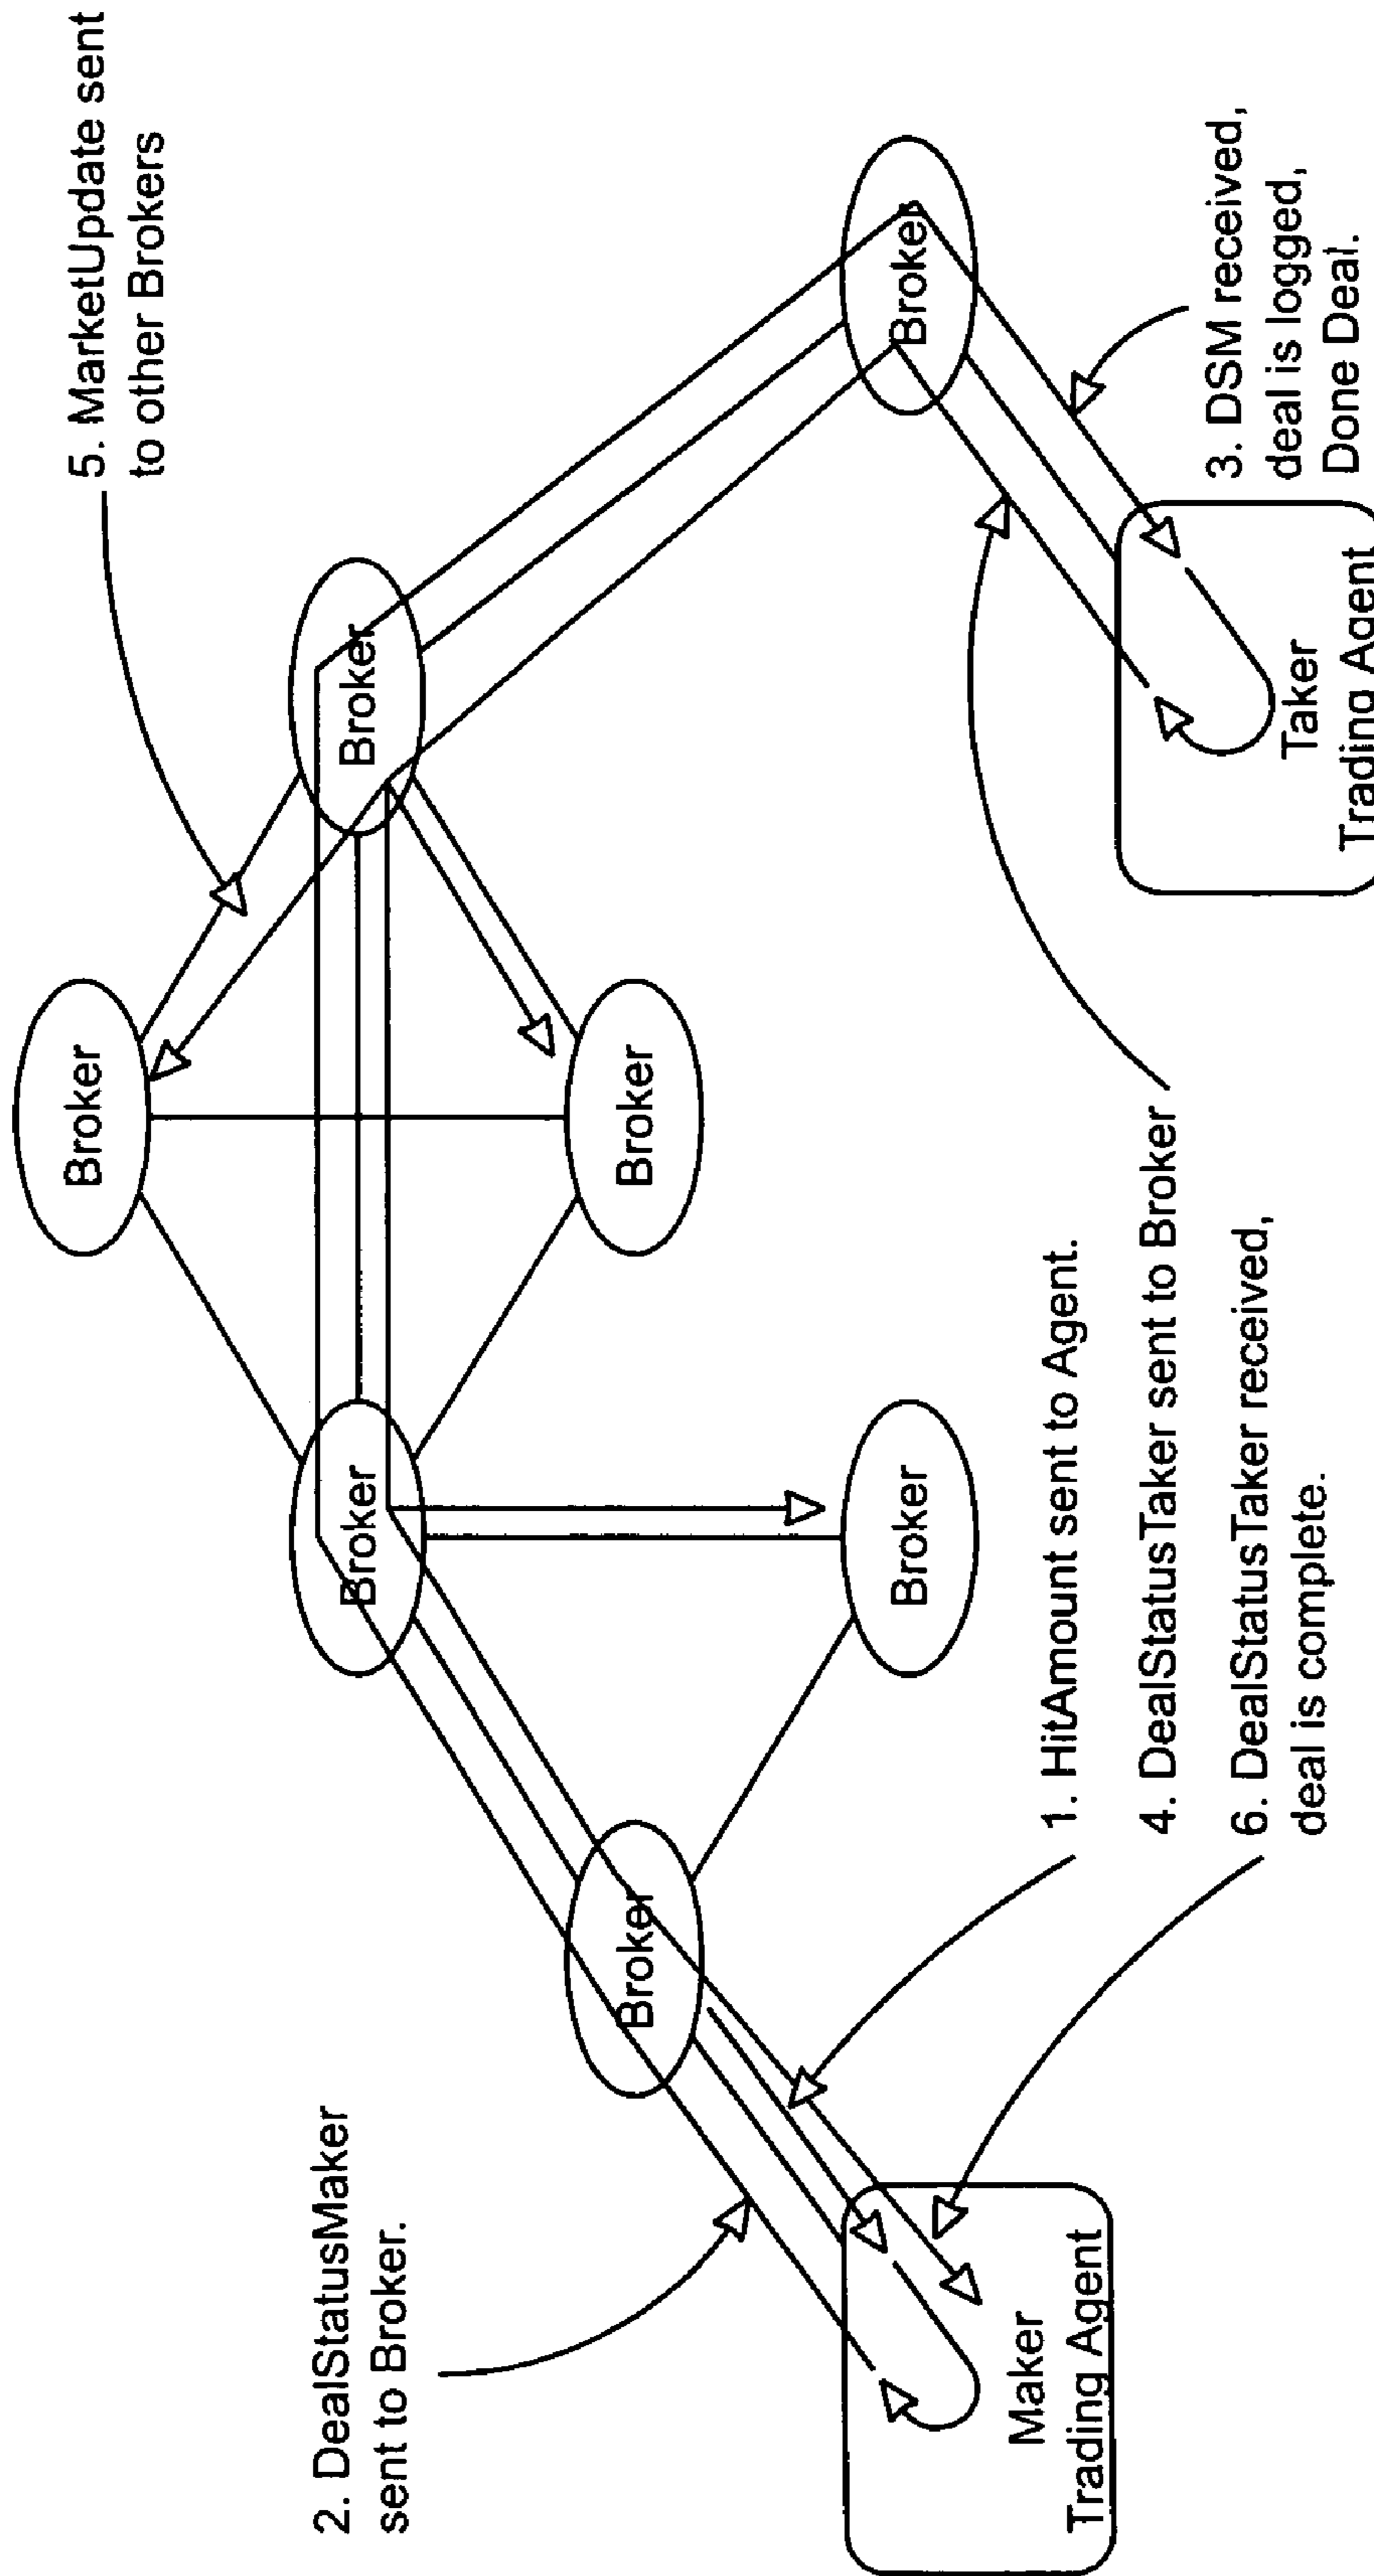 5. MarketUpdate sent
to other Brokers
2. DealStatusMaker
sent to Broker.
Broker
Broker
Broker
Broker
Broker
Broker
Broker
1. HitAmount sent to Agent.
4. DealStatusTaker sent to Broker
6. DealStatusTaker received,
deal is complete.
3. DSM received,
deal is logged,
Done Deal.
Maker
Trading Agent
Taker
Trading Agent